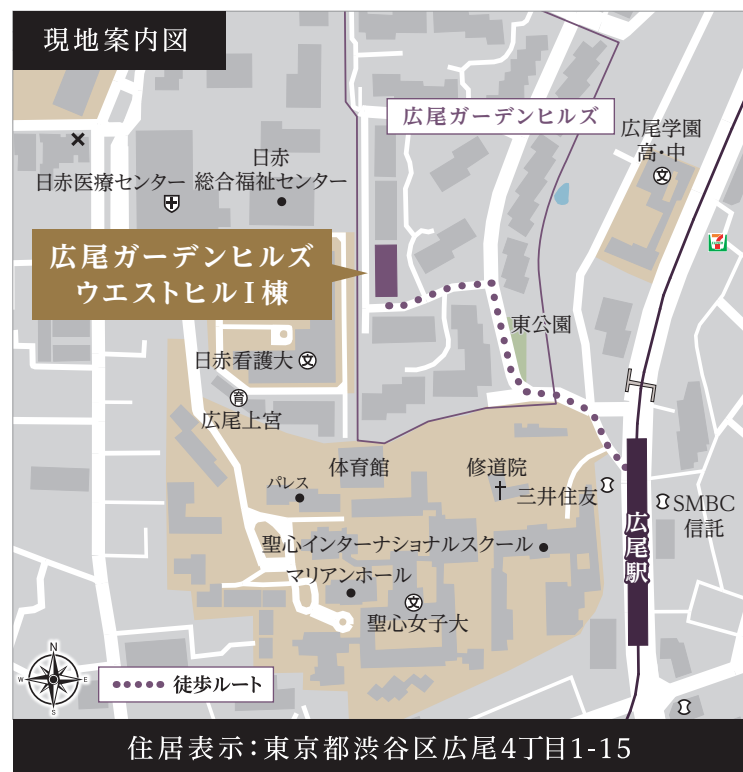 現地案内図
広尾ガーデンヒルズ
広尾学園
高・中
日赤
総合福祉センター
日赤医療センター
広尾ガーデンヒルズ
ウエストヒルI棟
東公園
日赤看護大
文
文
育
広尾上宮
体育館
修道院
パレス
三井住友
SMBC
信託
広尾駅
聖心インターナショナルスクール
マリアンホール
文
聖心女子大
N
W
E
S
徒歩ルート
住居表示:東京都渋谷区広尾4丁目1-15